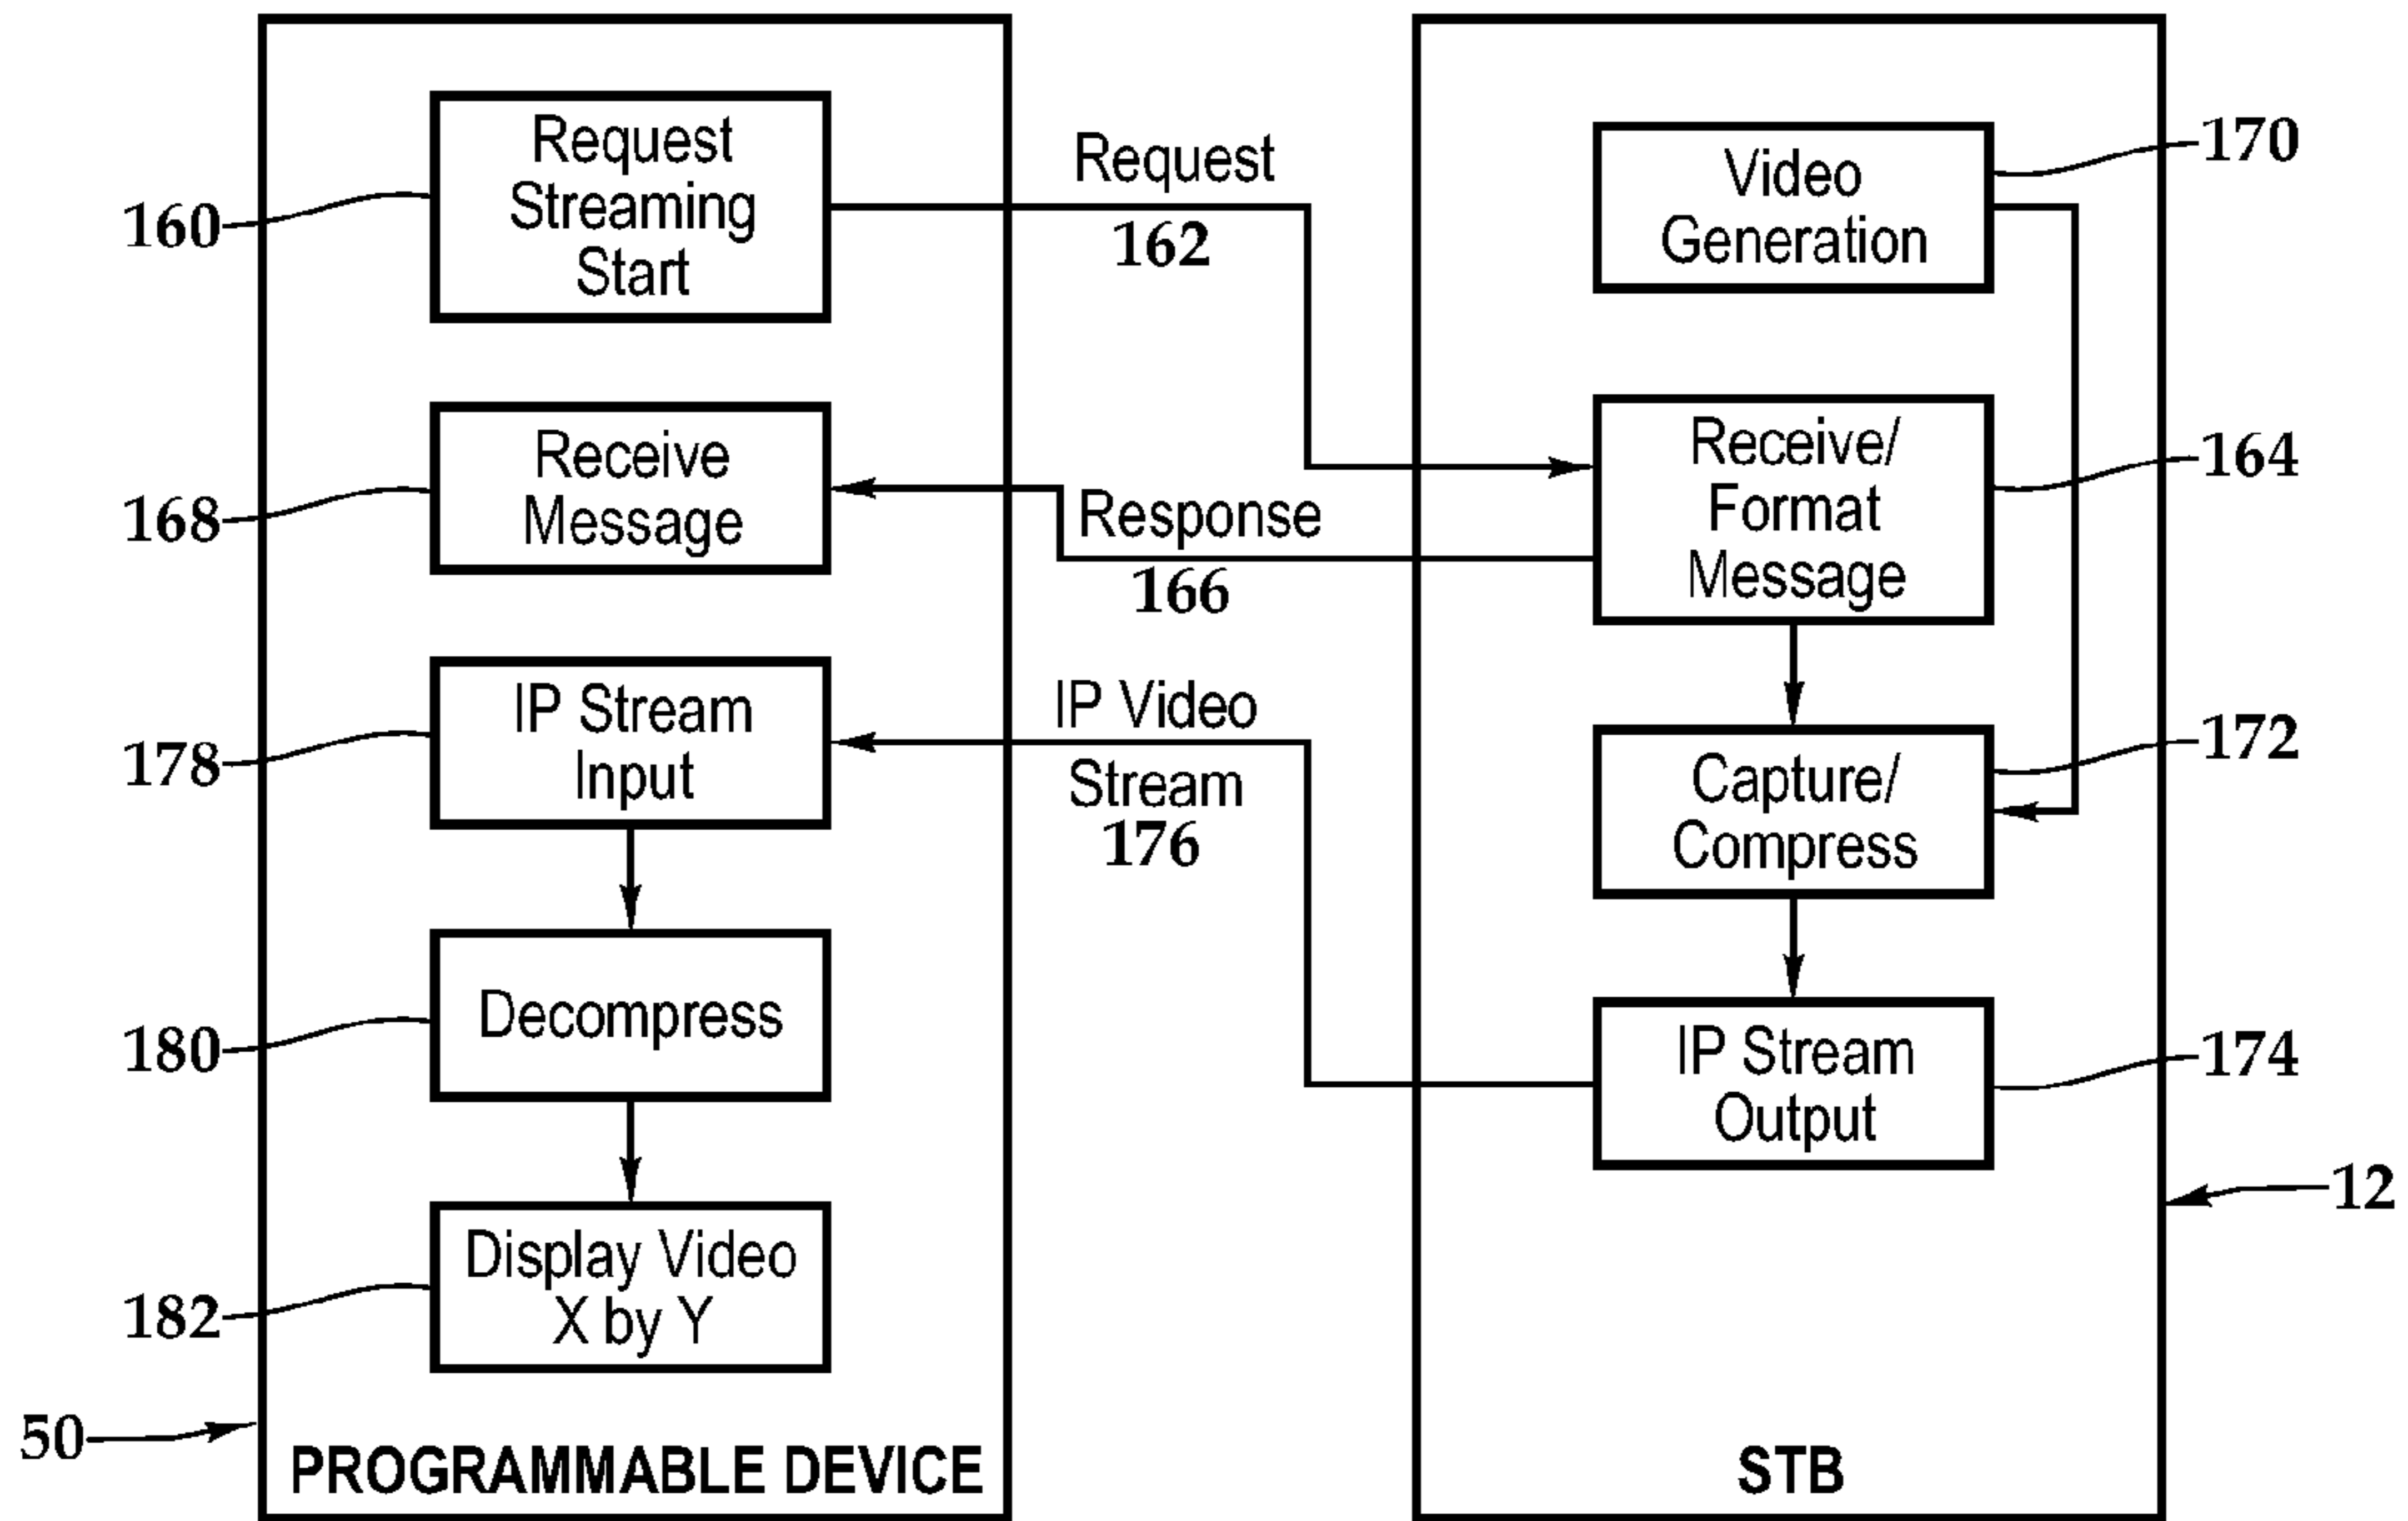 Request
Streaming
Start
160
Request
162
Video
Generation
170
Receive
Message
168
Response
166
Receive/
Format
Message
164
IP Stream
Input
178
IP Video
Stream
176
Capture/
Compress
172
Decompress
180
IP Stream
Output
174
12
Display Video
X by Y
182
50
PROGRAMMABLE DEVICE
STB